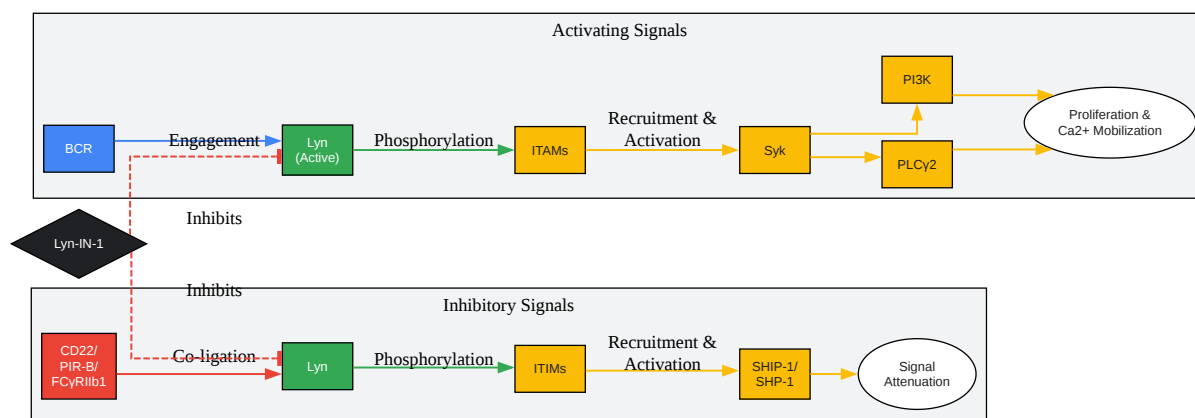 Activating Signals
BCR
Engagement
Lyn
(Active)
Phosphorylation
ITAMs
Recruitment &
Activation
Syk
PI3K
PLCγ2
Proliferation &
Ca2+ Mobilization
Inhibits
Lyn-IN-1
Inhibits
Inhibitory Signals
CD22/
PIR-B/
FCγRIIb1
Co-ligation
Lyn
Phosphorylation
ITIMs
Recruitment &
Activation
SHIP-1/
SHP-1
Signal
Attenuation